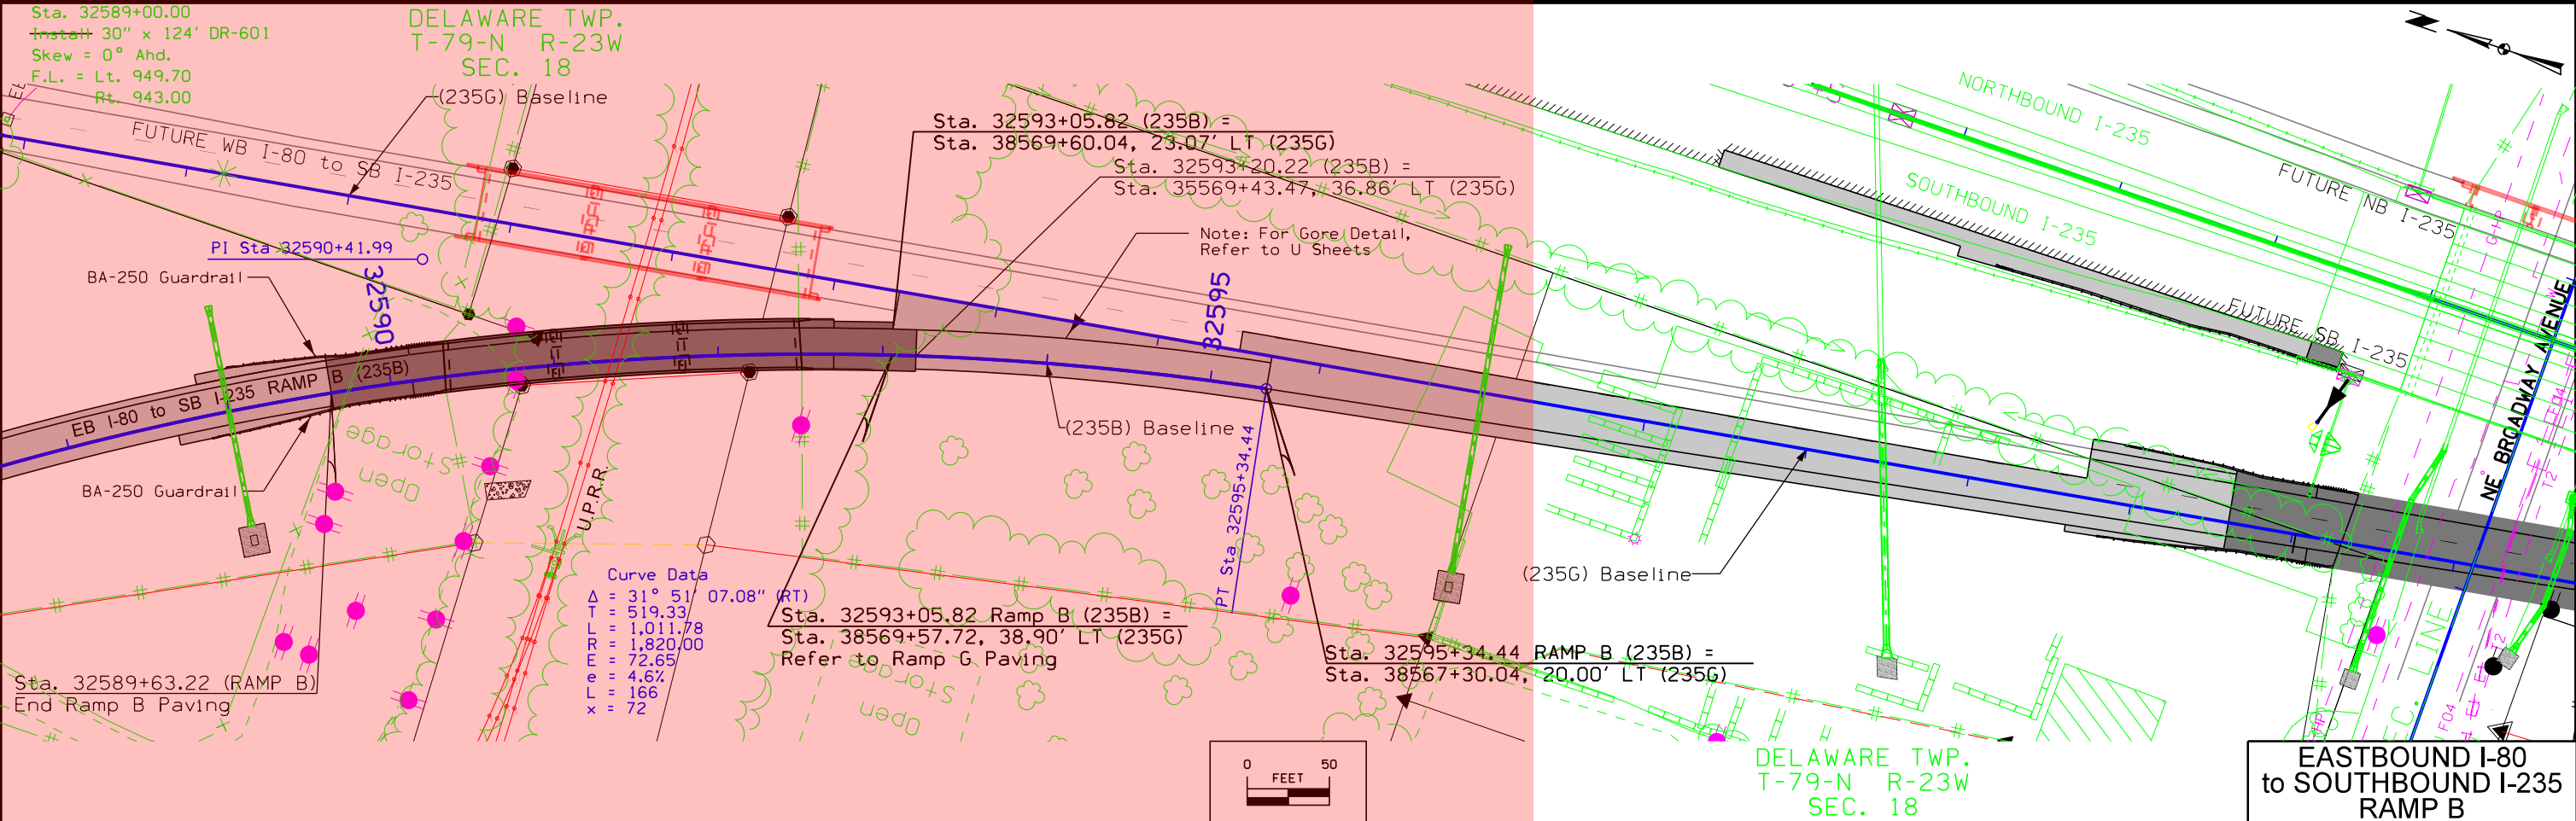 Sta. 32589+00.00
Install 30" x 124' DR-601
Skew = 0° Ahd.
F.L. = Lt. 949.70
Rt. 943.00
DELAWARE TWP.
T-79-N R-23W
SEC. 18
(235G) Baseline
FUTURE WB I-80 to SB I-235
PI Sta 32590+41.99
BA-250 Guardrail
32590
EB I-80 to SB I-235 RAMP B (235B)
BA-250 Guardrail
Open Storage
U.P.R.R.
Sta. 32589+63.22 (RAMP B)
End Ramp B Paving
Curve Data
Δ = 31° 51' 07.08" (RT)
T = 519.33
L = 1,011.78
R = 1,820.00
E = 72.65
e = 4.6%
L = 166
x = 72
Sta. 32593+05.82 (235B) =
Sta. 38569+60.04, 23.07' LT (235G)
Sta. 32593+20.22 (235B) =
Sta. 35569+43.47, 36.86' LT (235G)
Note: For Gore Detail,
Refer to U Sheets
32595
(235B) Baseline
PT Sta 32595+34.44
Sta. 32593+05.82 Ramp B (235B) =
Sta. 38569+57.72, 38.90' LT (235G)
Refer to Ramp G Paving
Open Storage
Sta. 32595+34.44 RAMP B (235B) =
Sta. 38567+30.04, 20.00' LT (235G)
(235G) Baseline
0 50
FEET
NORTHBOUND I-235
SOUTHBOUND I-235
FUTURE NB I-235
FUTURE SB I-235
NE BROADWAY AVENUE
G-HP
T2
F04
LINE
DELAWARE TWP.
T-79-N R-23W
SEC. 18
EASTBOUND I-80
to SOUTHBOUND I-235
RAMP B